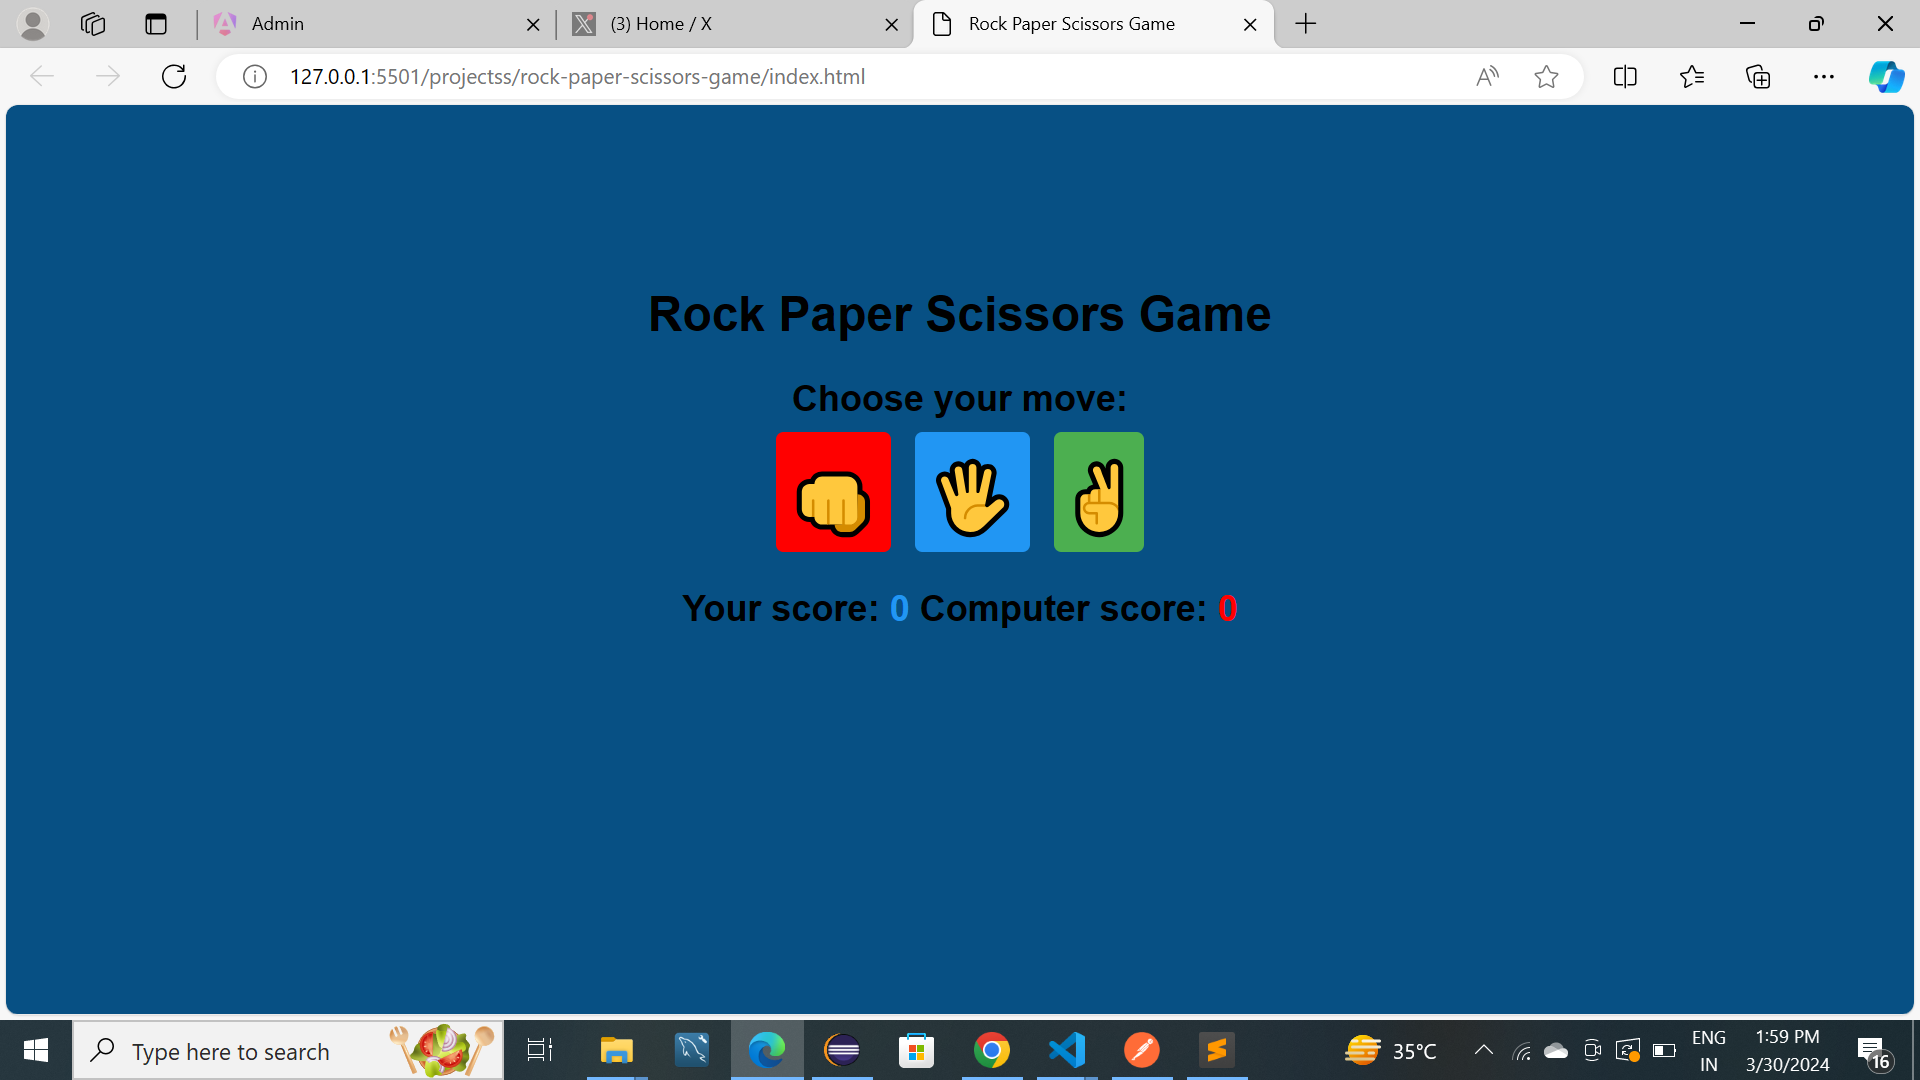 Admin
(3) Home / X
Rock Paper Scissors Game
127.0.0.1:5501/projectss/rock-paper-scissors-game/index.html
Rock Paper Scissors Game
Choose your move:
Your score: 0 Computer score: 0
Type here to search
35°C
ENG
IN
1:59 PM
3/30/2024
16